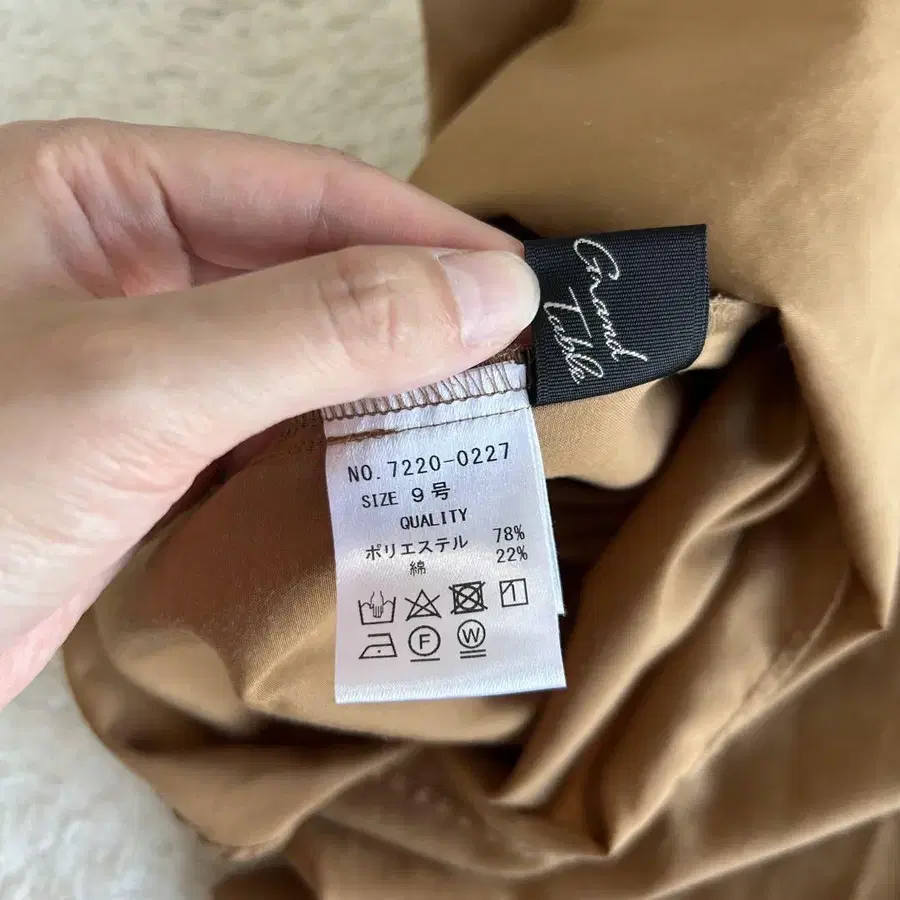 Grand
Table
NO. 7220-0227
SIZE 9号
QUALITY
ポリエステル 78%
綿 22%
F W